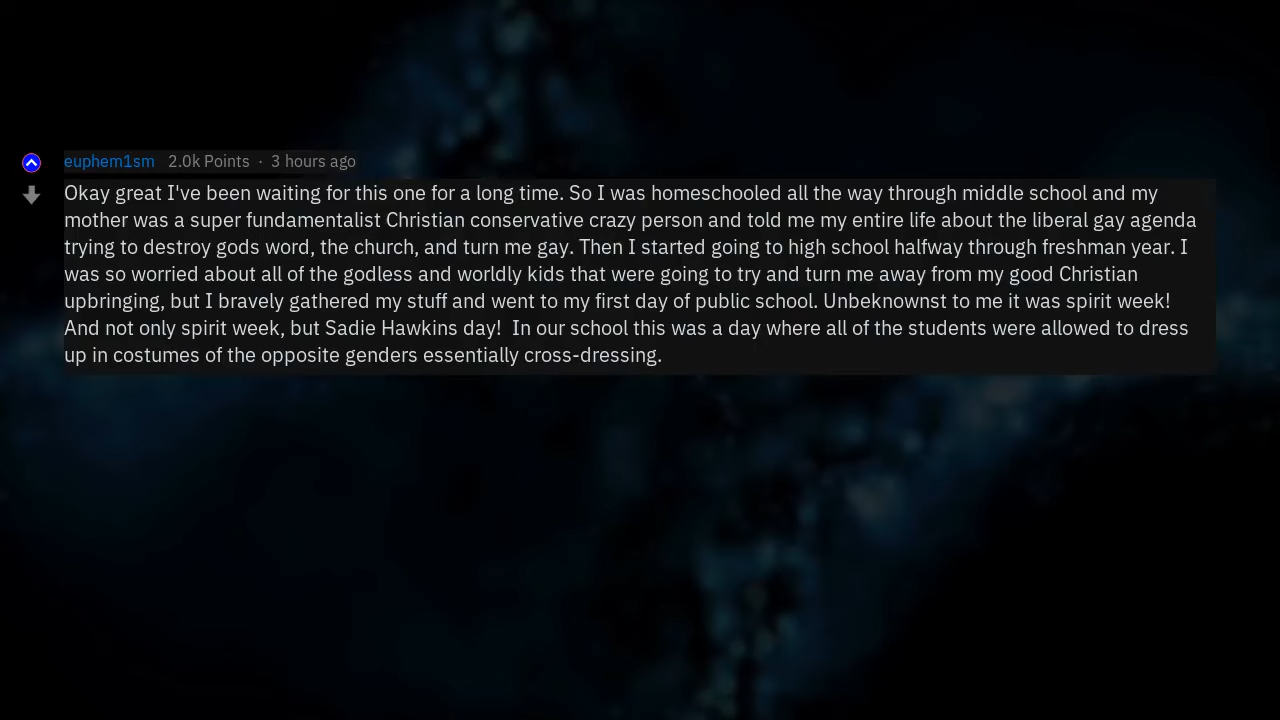 euphem1sm 2.0k Points · 3 hours ago
Okay great I've been waiting for this one for a long time. So I was homeschooled all the way through middle school and my
mother was a super fundamentalist Christian conservative crazy person and told me my entire life about the liberal gay agenda
trying to destroy gods word, the church, and turn me gay. Then I started going to high school halfway through freshman year. I
was so worried about all of the godless and worldly kids that were going to try and turn me away from my good Christian
upbringing, but I bravely gathered my stuff and went to my first day of public school. Unbeknownst to me it was spirit week!
And not only spirit week, but Sadie Hawkins day!  In our school this was a day where all of the students were allowed to dress
up in costumes of the opposite genders essentially cross-dressing.